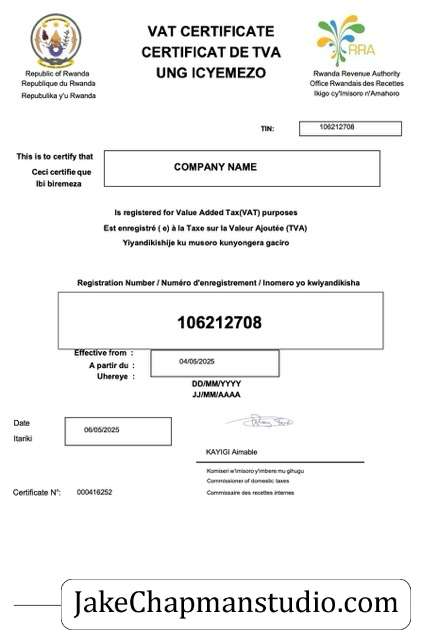 VAT CERTIFICATE
CERTIFICAT DE TVA
UNG ICYEMEZO
RRA
Republic of Rwanda
Republique du Rwanda
Repubulika y'u Rwanda
Rwanda Revenue Authority
Office Rwandais des Recettes
Ikigo cy'Imisoro n'Amahoro
TIN:
106212708
This is to certify that
Ceci certifie que
Ibi biremeza
COMPANY NAME
Is registered for Value Added Tax(VAT) purposes
Est enregistré ( e) à la Taxe sur la Valeur Ajoutée (TVA)
Yiyandikishije ku musoro kunyongera gaciro
Registration Number / Numéro d'enregistrement / Inomero yo kwiyandikisha
106212708
Effective from :
A partir du :
Uhereye :
04/05/2025
DD/MM/YYYY
JJ/MM/AAAA
Date
Itariki
06/05/2025
KAYIGI Aimable
Komiseri w'imisoro y'imbere mu gihugu
Commissioner of domestic taxes
Commissaire des recettes internes
Certificate N°: 000416252
JakeChapmanstudio.com